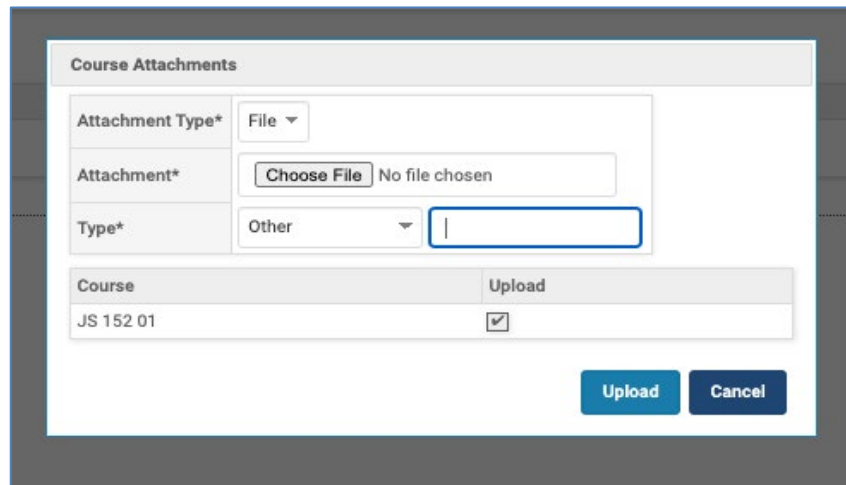 Course Attachments
Attachment Type* File
Attachment* Choose File No file chosen
Type* Other
Course Upload
JS 152 01
Upload Cancel